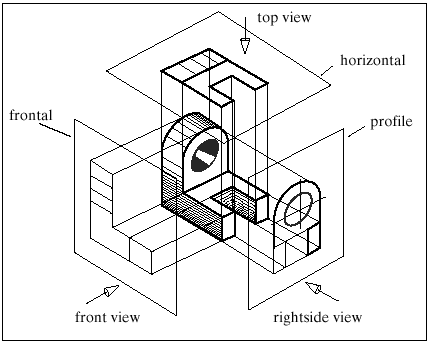 top view
horizontal
frontal
profile
front view
rightside view